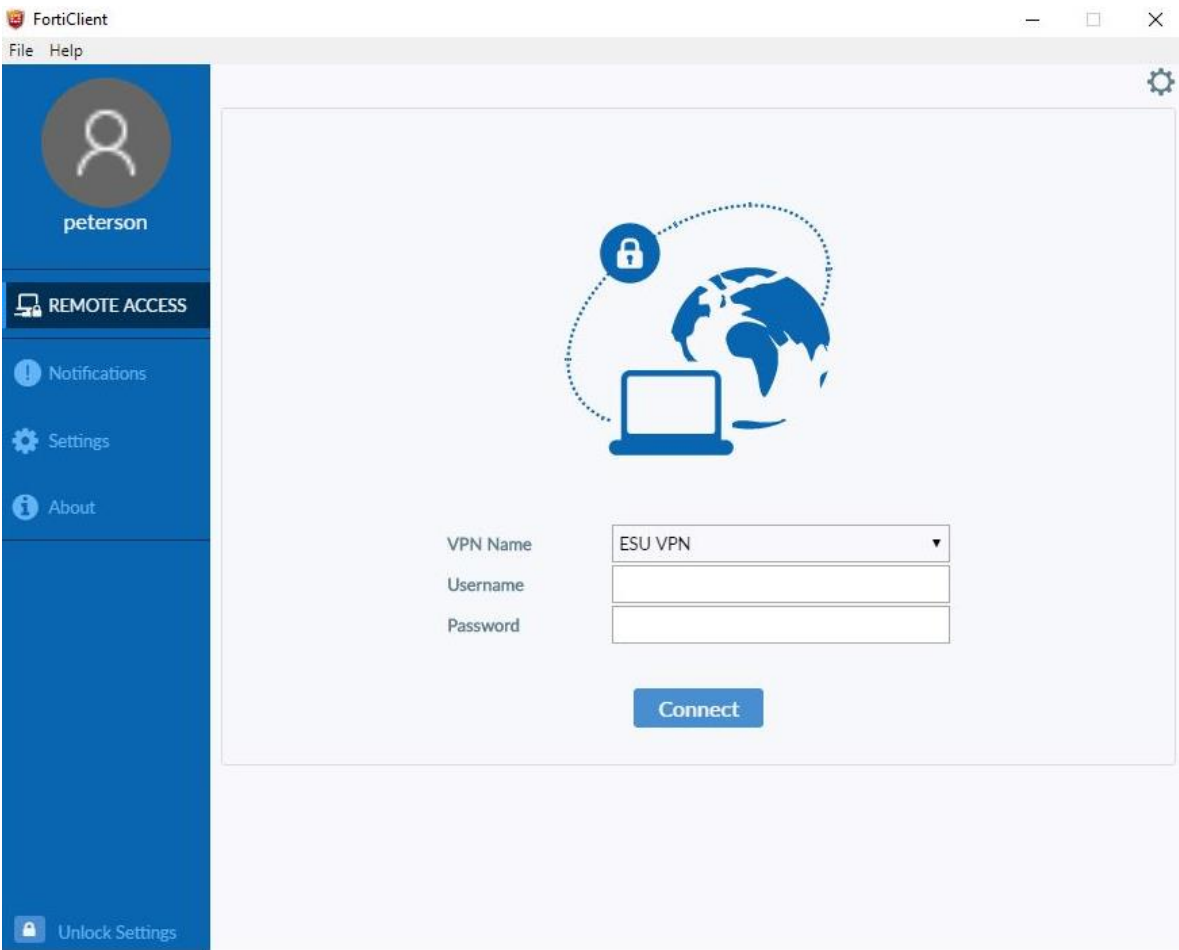 FortiClient
File Help
peterson
REMOTE ACCESS
Notifications
Settings
About
VPN Name
ESU VPN
Username
Password
Connect
Unlock Settings